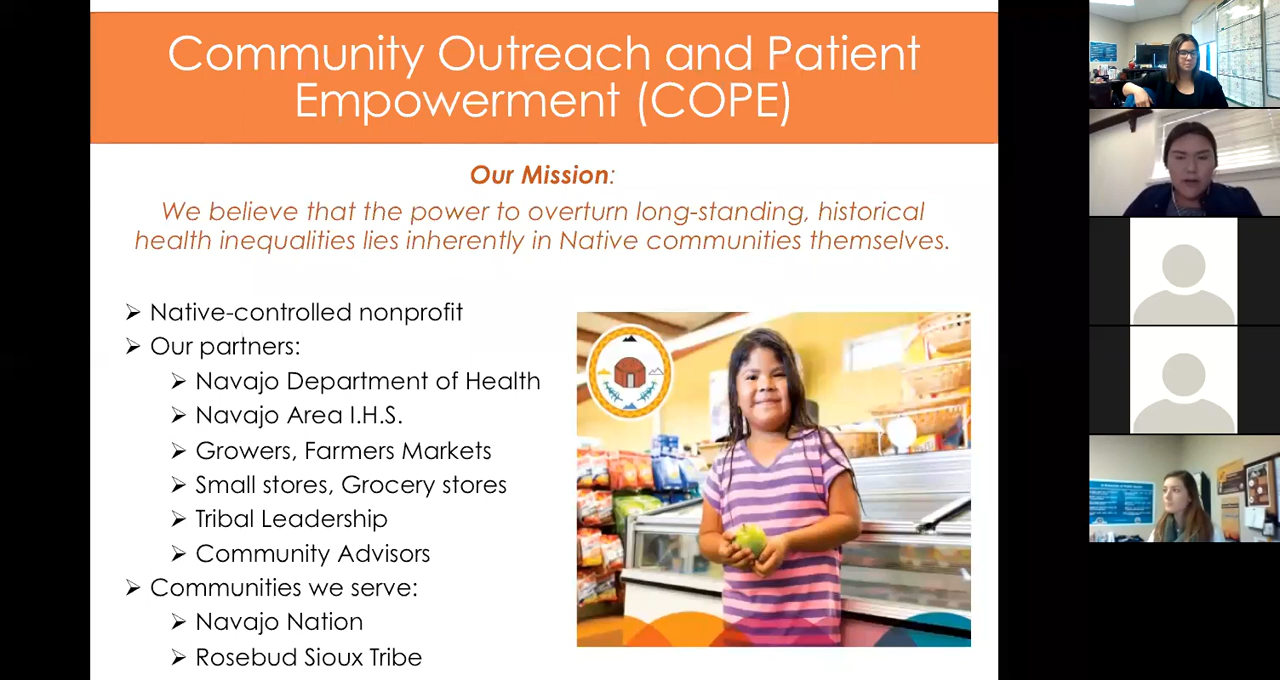 Community Outreach and Patient
Empowerment (COPE)
Our Mission:
We believe that the power to overturn long-standing, historical
health inequalities lies inherently in Native communities themselves.
➢ Native-controlled nonprofit
➢ Our partners:
➢ Navajo Department of Health
➢ Navajo Area I.H.S.
➢ Growers, Farmers Markets
➢ Small stores, Grocery stores
➢ Tribal Leadership
➢ Community Advisors
➢ Communities we serve:
➢ Navajo Nation
➢ Rosebud Sioux Tribe